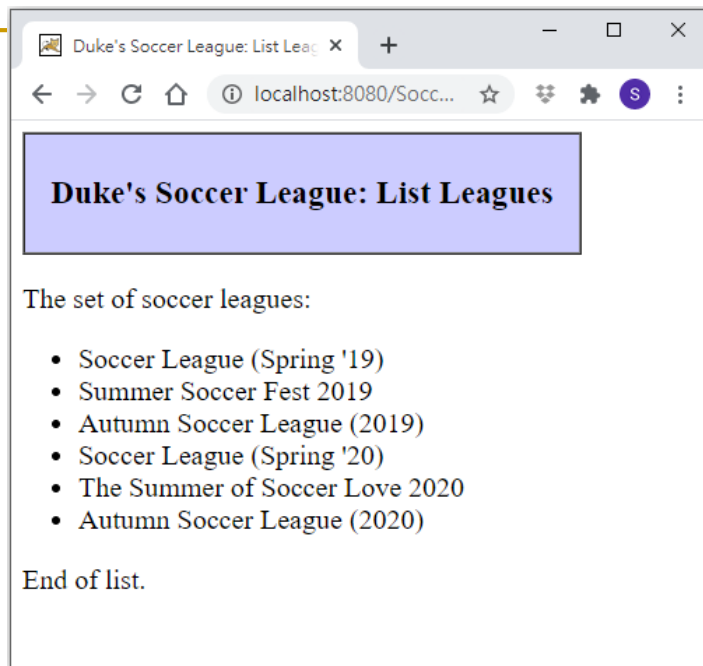 Duke's Soccer League: List Leag
localhost:8080/Socc...
S
Duke's Soccer League: List Leagues
The set of soccer leagues:
Soccer League (Spring '19)
Summer Soccer Fest 2019
Autumn Soccer League (2019)
Soccer League (Spring '20)
The Summer of Soccer Love 2020
Autumn Soccer League (2020)
End of list.